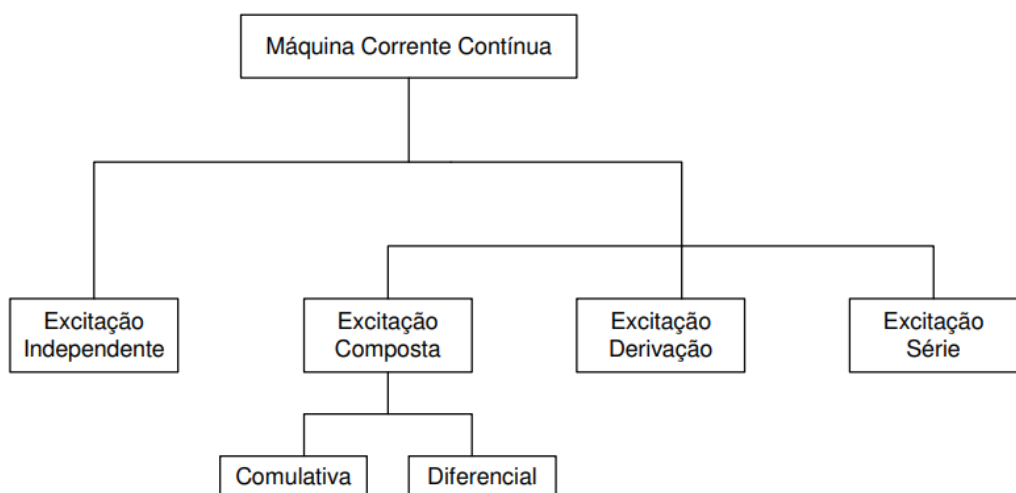 Máquina Corrente Contínua
Excitação
Independente
Excitação
Composta
Excitação
Derivação
Excitação
Série
Comulativa
Diferencial